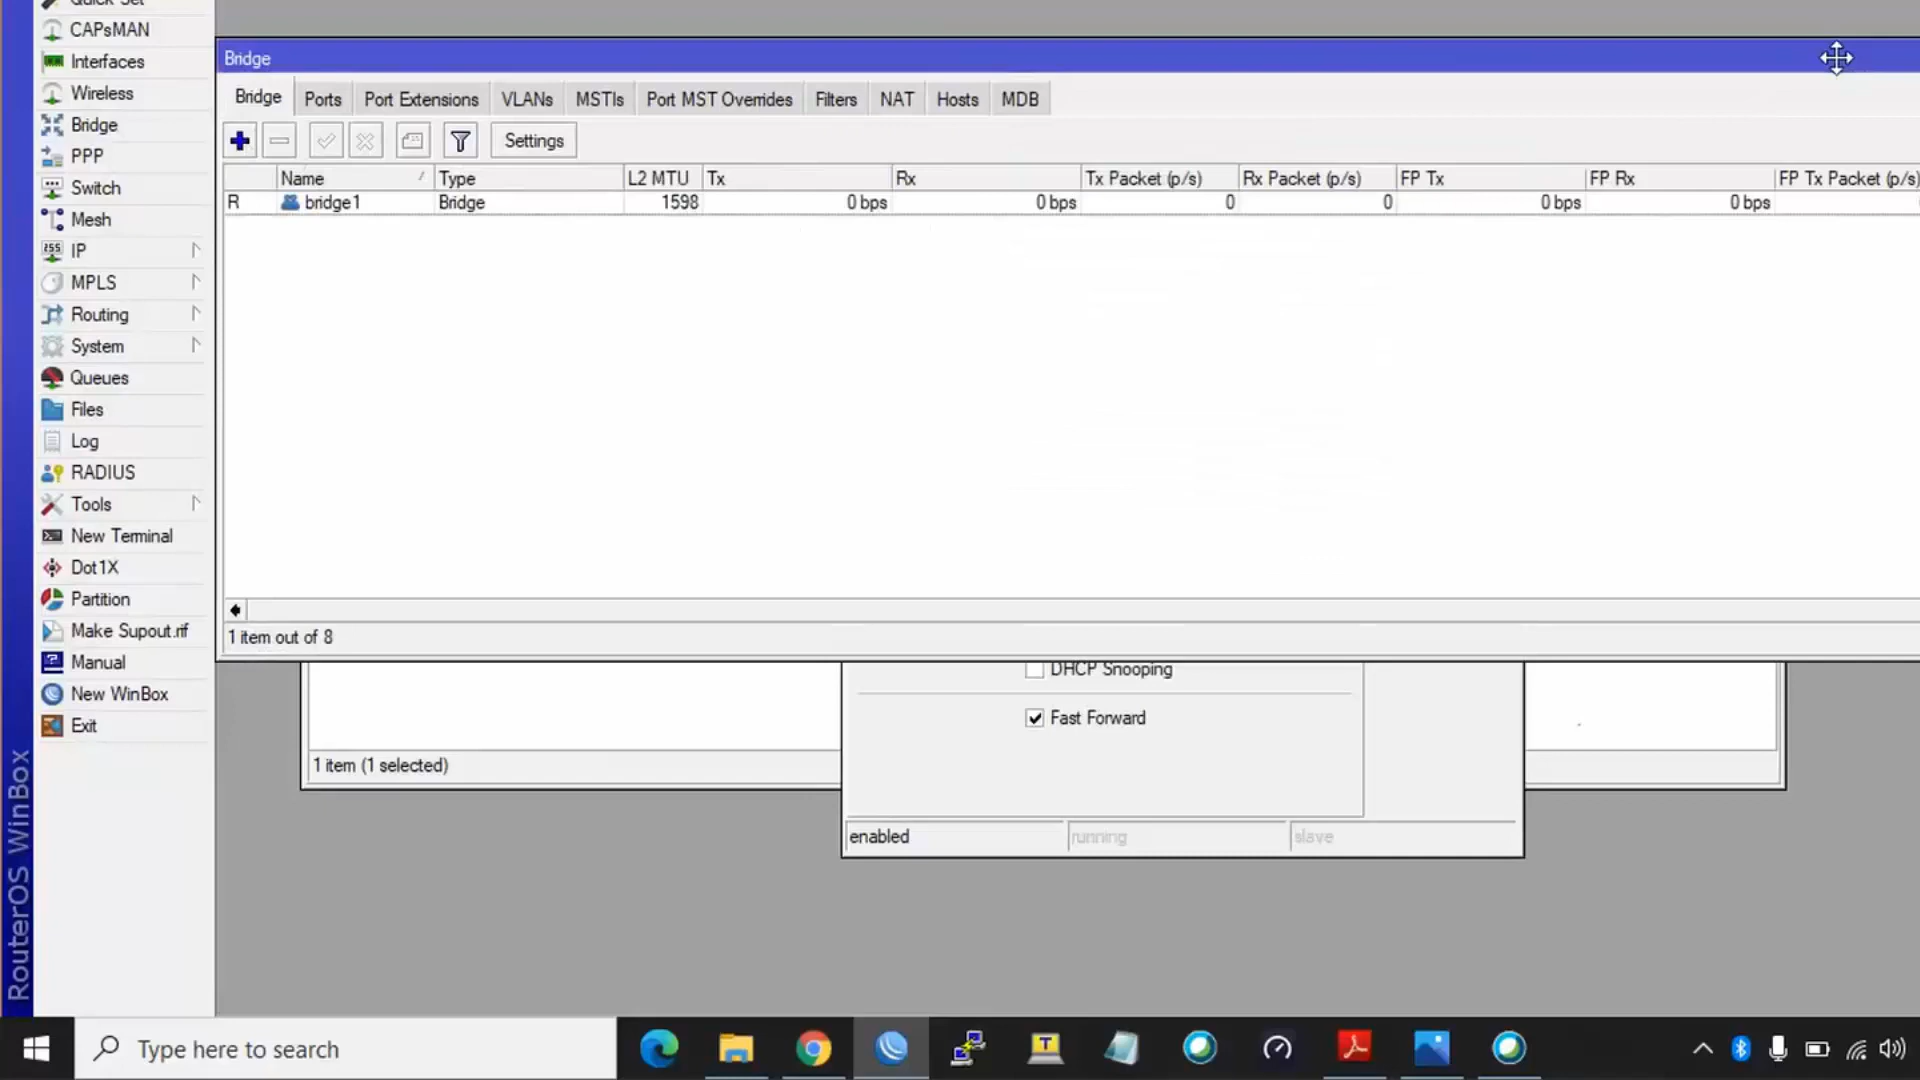 Quick Set
CAPsMAN
Interfaces
Wireless
Bridge
PPP
Switch
Mesh
255 IP
MPLS
Routing
System
Queues
Files
Log
RADIUS
Tools
New Terminal
Dot1X
Partition
Make Supout.rif
Manual
New WinBox
Exit
RouterOS WinBox
Bridge
Bridge Ports Port Extensions VLANs MSTIs Port MST Overrides Filters NAT Hosts MDB
Settings
Name Type L2 MTU Tx Rx Tx Packet (p/s) Rx Packet (p/s) FP Tx FP Rx FP Tx Packet (p/s)
R bridge1 Bridge 1598 0 bps 0 bps 0 0 0 bps 0 bps
1 item out of 8
DHCP Snooping
Fast Forward
1 item (1 selected)
enabled running slave
Type here to search
T